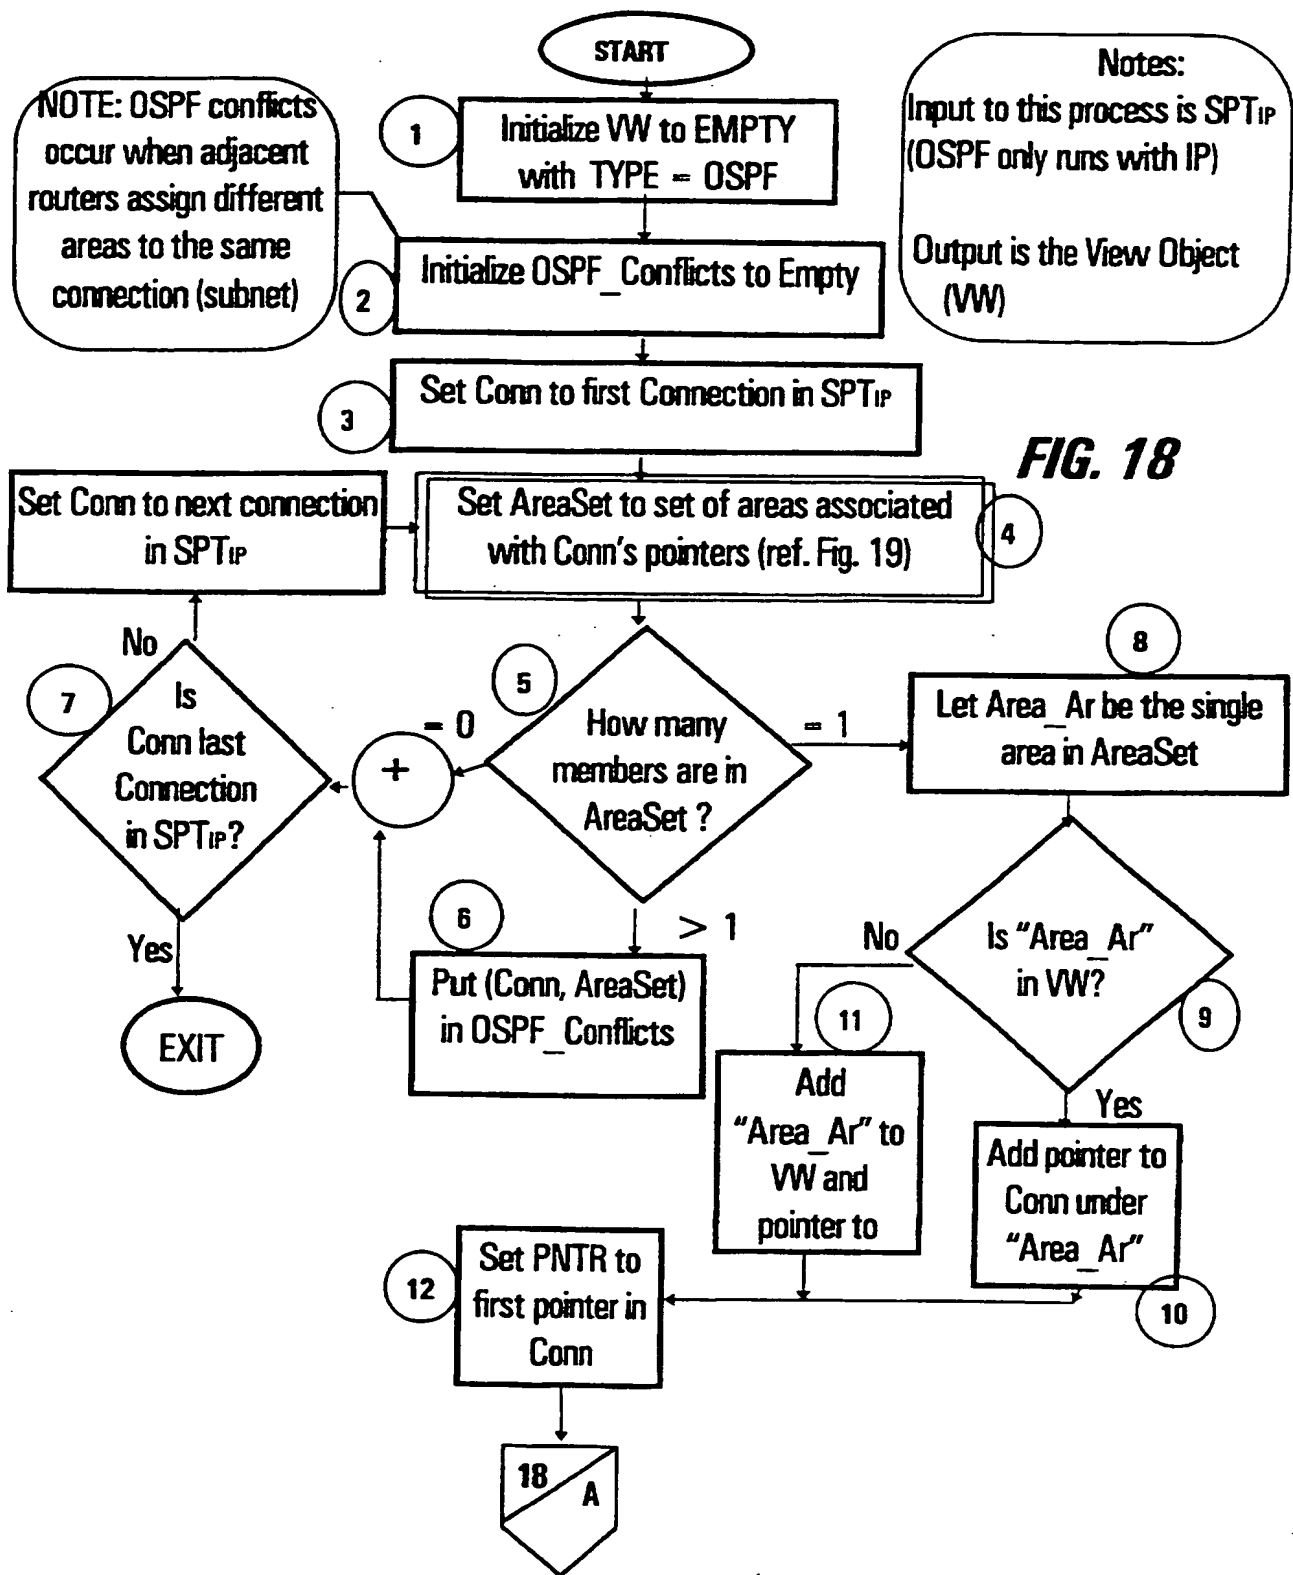 START
Notes:
Input to this process is SPTIP
(OSPF only runs with IP)
Output is the View Object
(VW)
NOTE: OSPF conflicts
occur when adjacent
routers assign different
areas to the same
connection (subnet)
1
Initialize VW to EMPTY
with TYPE = OSPF
2
Initialize OSPF_Conflicts to Empty
3
Set Conn to first Connection in SPTIP
FIG. 18
Set Conn to next connection
in SPTIP
Set AreaSet to set of areas associated
with Conn's pointers (ref. Fig. 19)
4
No
7
Is
Conn last
Connection
in SPTIP?
Yes
EXIT
= 0
+
5
How many
members are in
AreaSet ?
= 1
> 1
6
Put (Conn, AreaSet)
in OSPF_Conflicts
8
Let Area_Ar be the single
area in AreaSet
No
Is "Area_Ar"
in VW?
9
Yes
11
Add
"Area_Ar" to
VW and
pointer to
Add pointer to
Conn under
"Area_Ar"
10
12
Set PNTR to
first pointer in
Conn
18
A